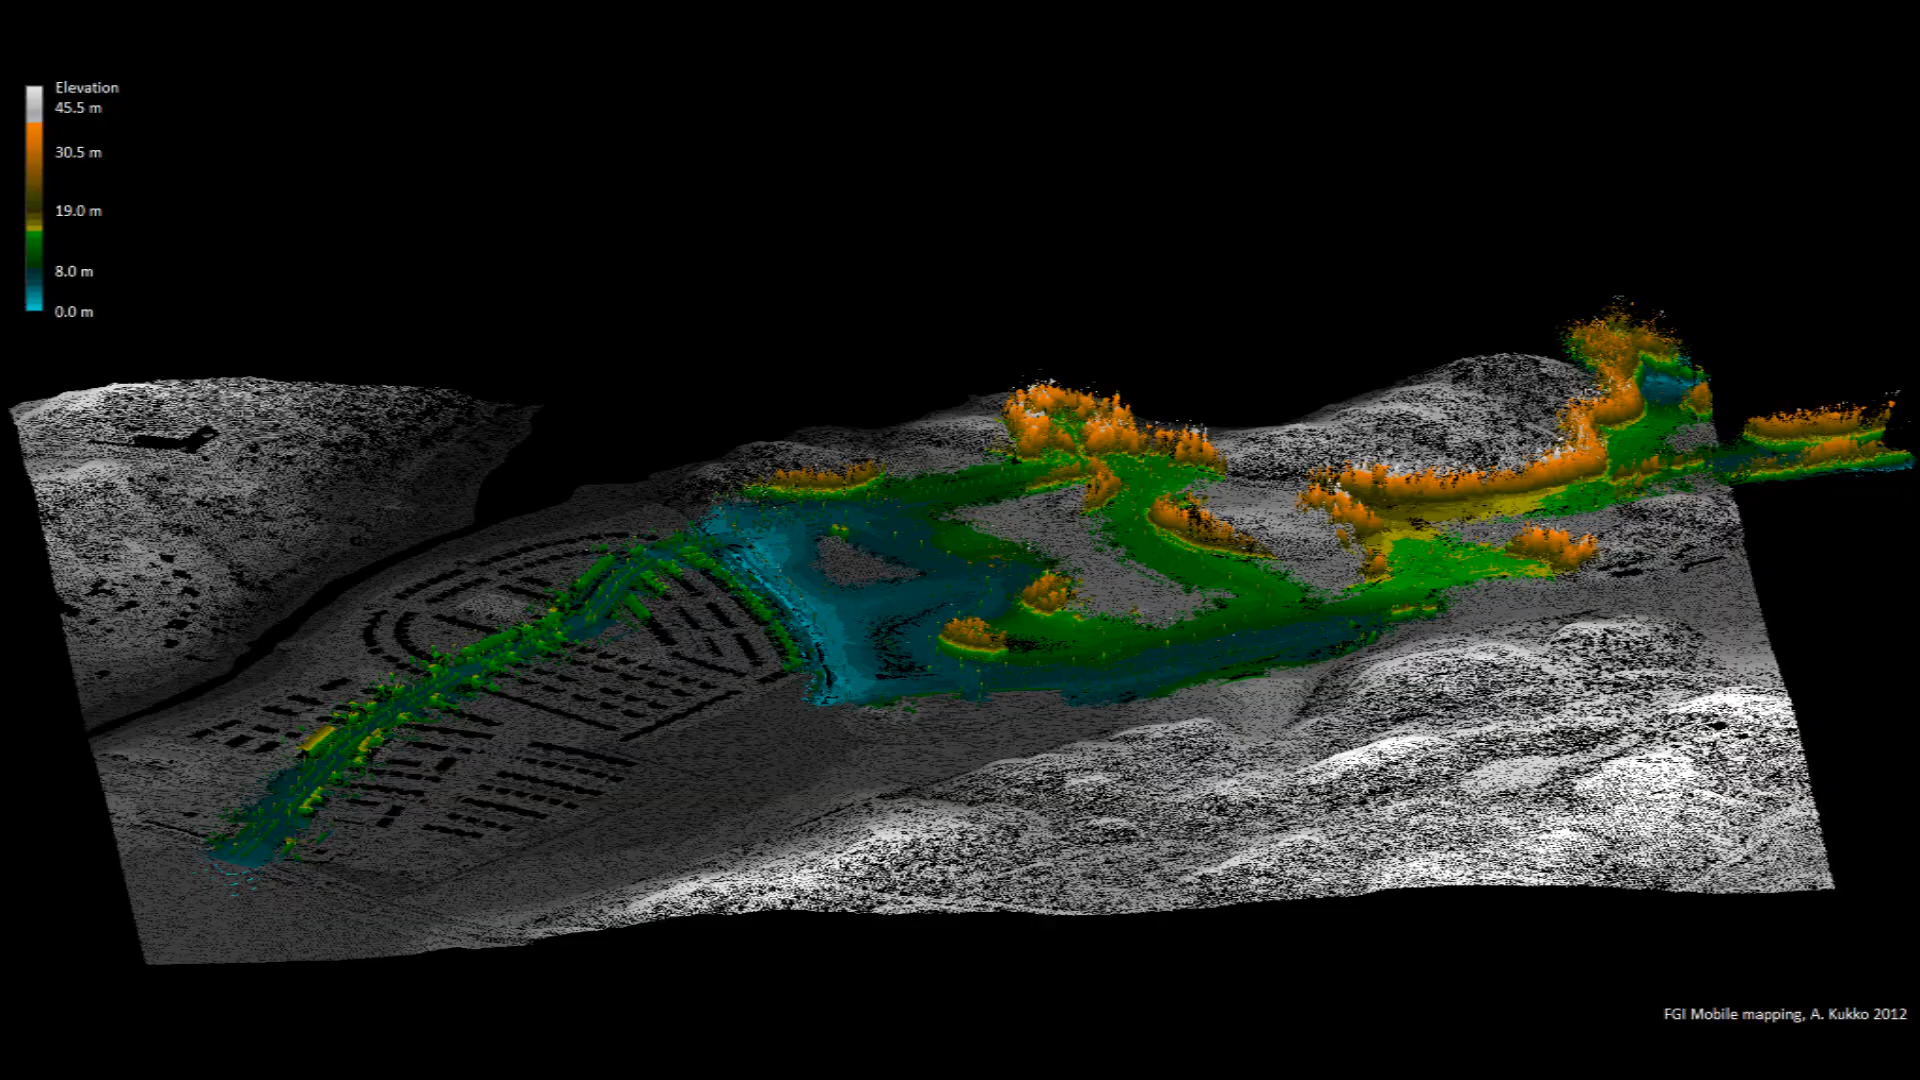 Elevation
45.5 m
30.5 m
19.0 m
8.0 m
0.0 m
FGI Mobile mapping, A. Kukko 2012